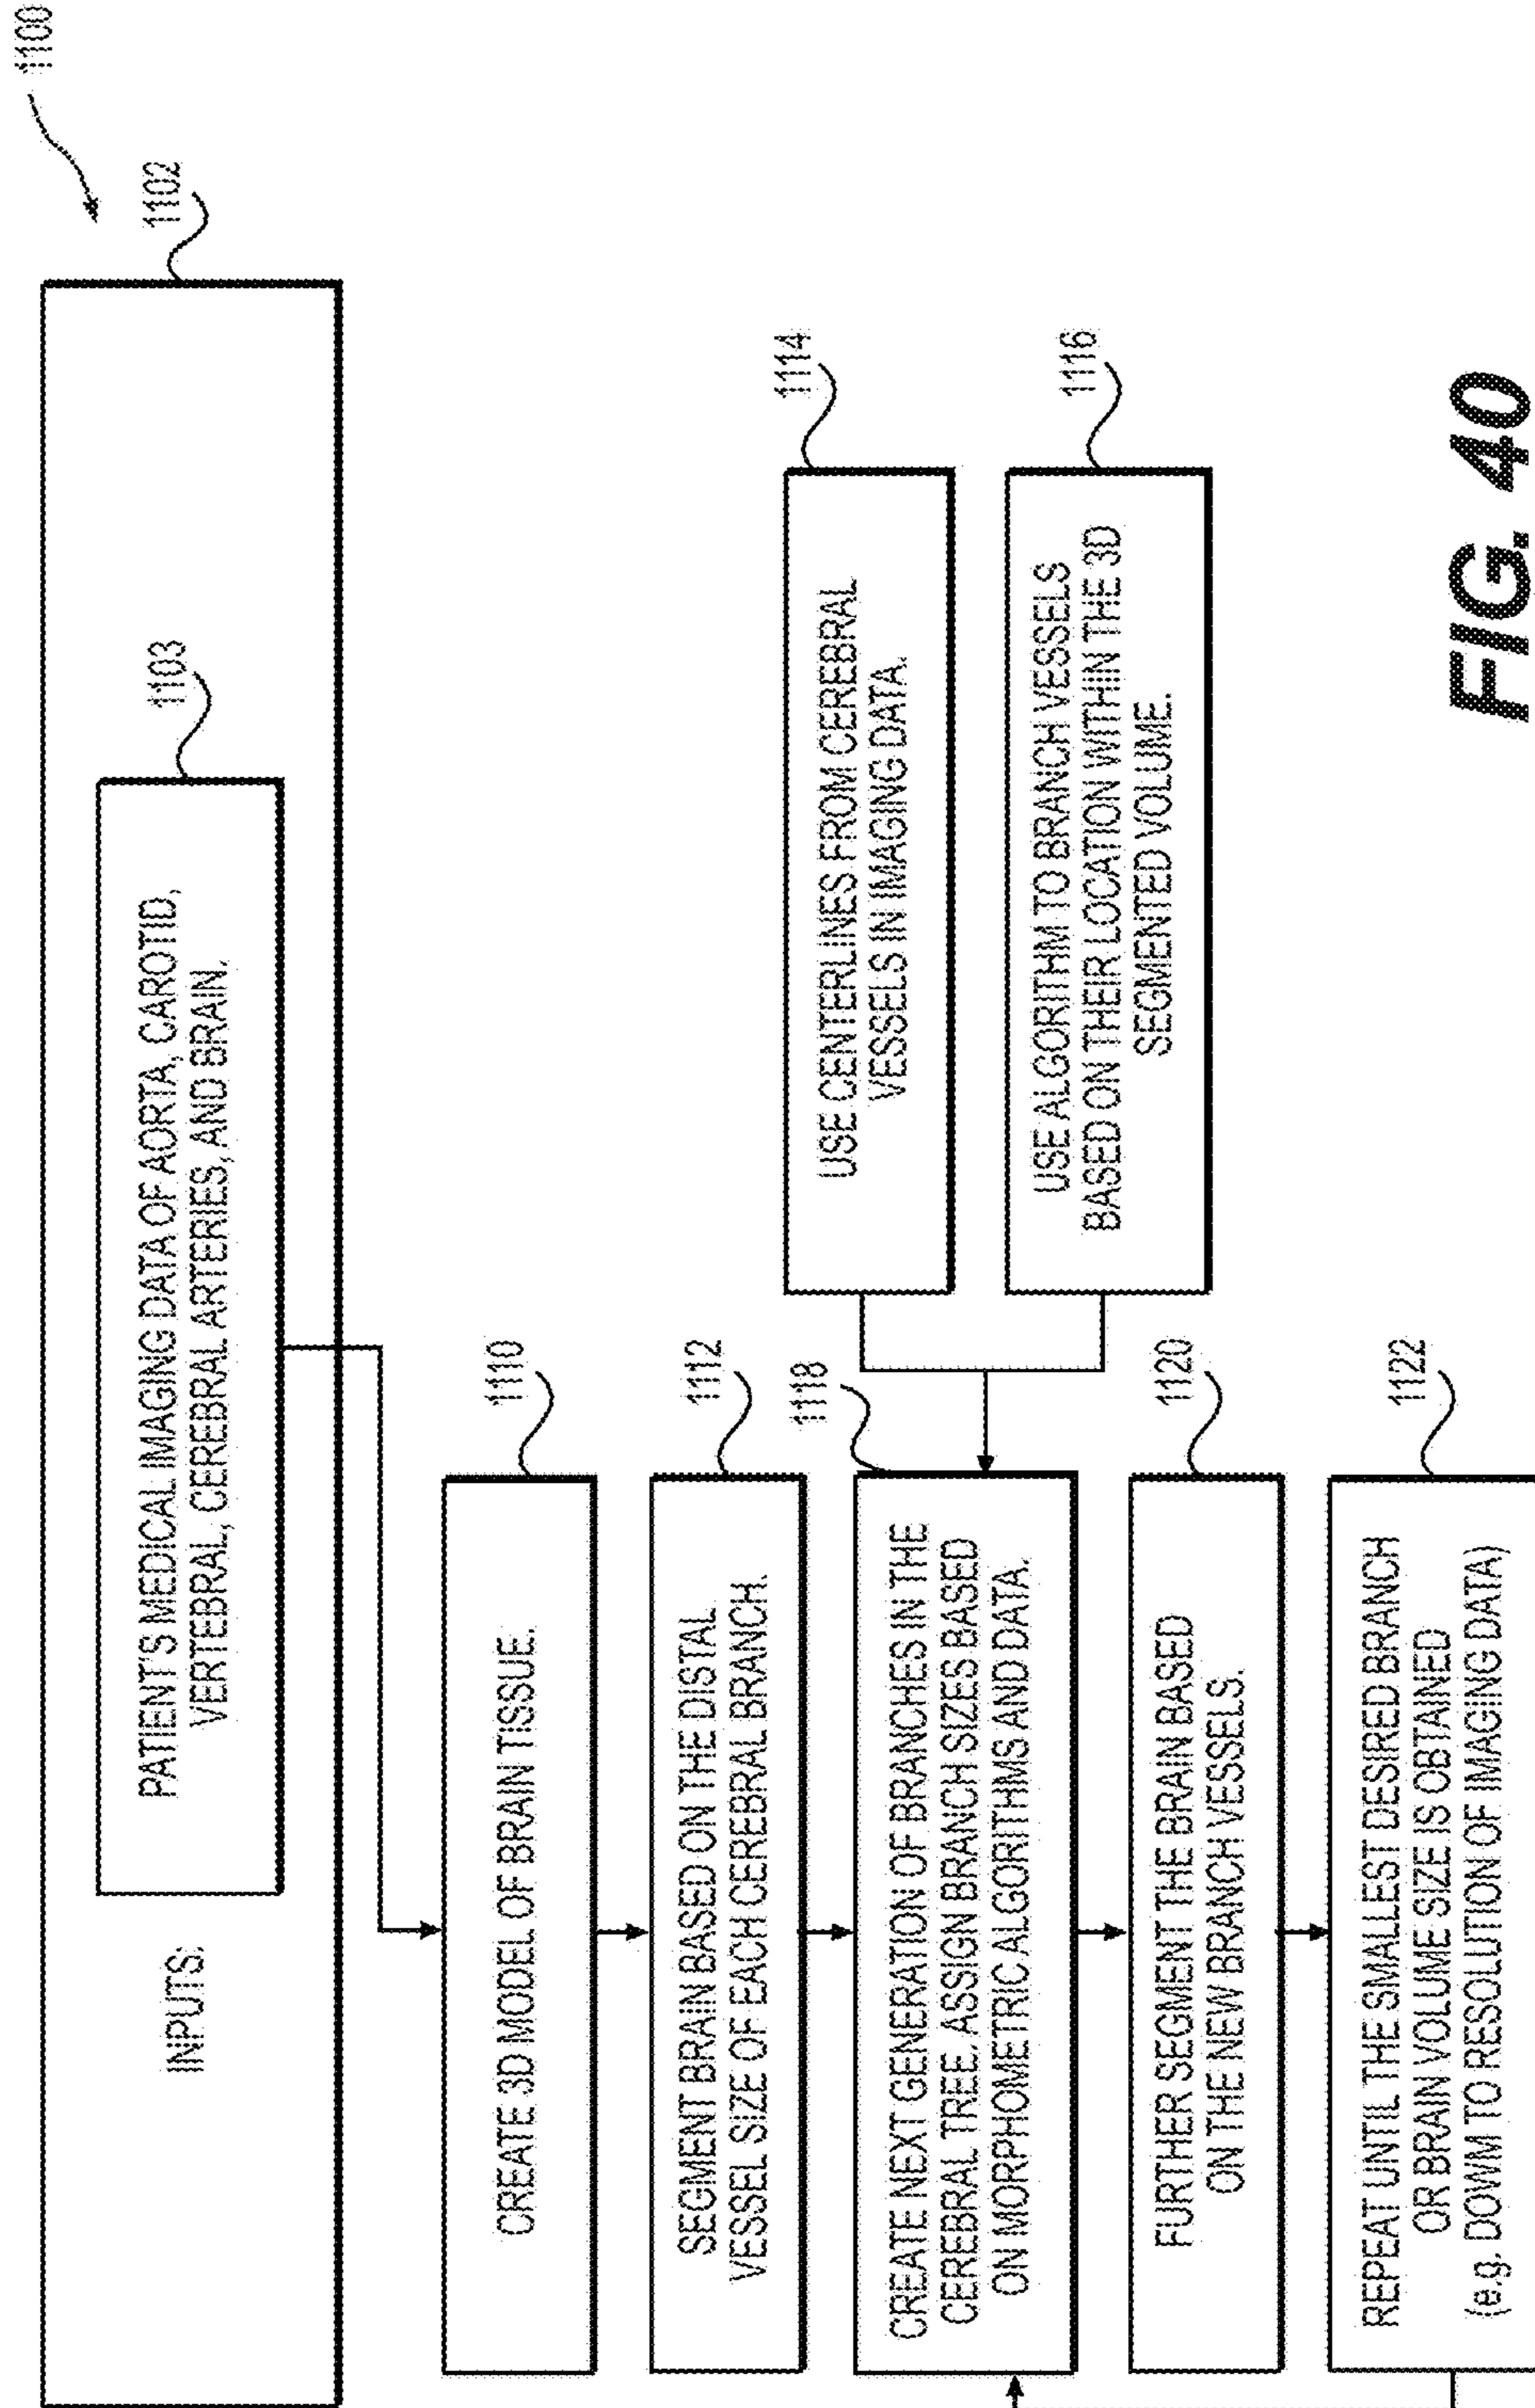 1100
1102
INPUTS:
1103
PATIENT'S MEDICAL IMAGING DATA OF AORTA, CAROTID,
VERTEBRAL, CEREBRAL ARTERIES, AND BRAIN.
1110
CREATE 3D MODEL OF BRAIN TISSUE.
1112
SEGMENT BRAIN BASED ON THE DISTAL
VESSEL SIZE OF EACH CEREBRAL BRANCH.
1114
USE CENTERLINES FROM CEREBRAL
VESSELS IN IMAGING DATA.
1116
USE ALGORITHM TO BRANCH VESSELS
BASED ON THEIR LOCATION WITHIN THE 3D
SEGMENTED VOLUME.
1118
CREATE NEXT GENERATION OF BRANCHES IN THE
CEREBRAL TREE, ASSIGN BRANCH SIZES BASED
ON MORPHOMETRIC ALGORITHMS AND DATA.
1120
FURTHER SEGMENT THE BRAIN BASED
ON THE NEW BRANCH VESSELS.
1122
REPEAT UNTIL THE SMALLEST DESIRED BRANCH
OR BRAIN VOLUME SIZE IS OBTAINED
(e.g. DOWM TO RESOLUTION OF IMAGING DATA)
FIG. 40